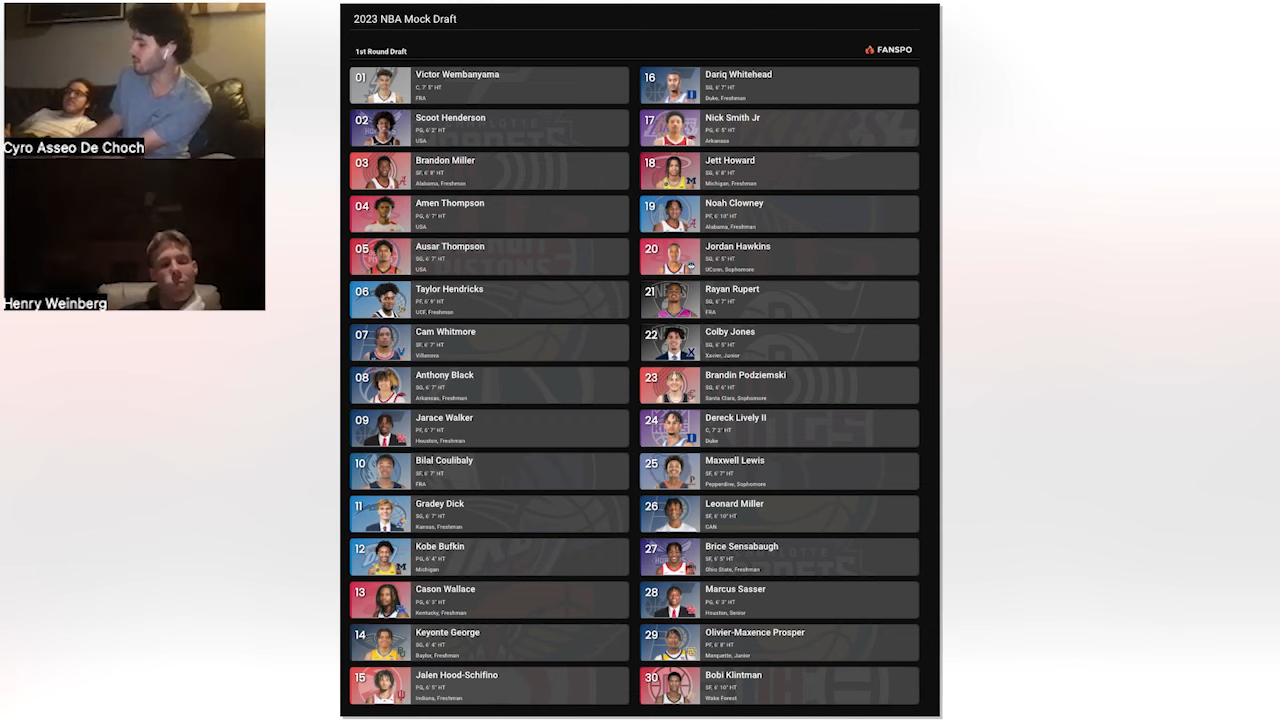 Cyro Asseo De Choch
Henry Weinberg
2023 NBA Mock Draft
1st Round Draft
FANSPO
01
Victor Wembanyama
C, 7' 5" HT
FRA
02
Scoot Henderson
PG, 6' 2" HT
USA
03
Brandon Miller
SF, 6' 8" HT
Alabama, Freshman
04
Amen Thompson
PG, 6' 7" HT
USA
05
Ausar Thompson
SG, 6' 7" HT
USA
06
Taylor Hendricks
PF, 6' 9" HT
UCF, Freshman
07
Cam Whitmore
SF, 6' 7" HT
Villanova
08
Anthony Black
SG, 6' 7" HT
Arkansas, Freshman
09
Jarace Walker
PF, 6' 7" HT
Houston, Freshman
10
Bilal Coulibaly
SF, 6' 7" HT
FRA
11
Gradey Dick
SG, 6' 7" HT
Kansas, Freshman
12
Kobe Bufkin
PG, 6' 4" HT
Michigan
13
Cason Wallace
PG, 6' 3" HT
Kentucky, Freshman
14
Keyonte George
SG, 6' 4" HT
Baylor, Freshman
15
Jalen Hood-Schifino
PG, 6' 5" HT
Indiana, Freshman
16
Dariq Whitehead
SG, 6' 7" HT
Duke, Freshman
17
Nick Smith Jr
PG, 6' 5" HT
Arkansas
18
Jett Howard
SG, 6' 8" HT
Michigan, Freshman
19
Noah Clowney
PF, 6' 10" HT
Alabama, Freshman
20
Jordan Hawkins
SG, 6' 5" HT
UConn, Sophomore
21
Rayan Rupert
SG, 6' 7" HT
FRA
22
Colby Jones
SG, 6' 5" HT
Xavier, Junior
23
Brandin Podziemski
SG, 6' 6" HT
Santa Clara, Sophomore
24
Dereck Lively II
C, 7' 2" HT
Duke
25
Maxwell Lewis
SF, 6' 7" HT
Pepperdine, Sophomore
26
Leonard Miller
SF, 6' 10" HT
CAN
27
Brice Sensabaugh
SF, 6' 5" HT
Ohio State, Freshman
28
Marcus Sasser
PG, 6' 3" HT
Houston, Senior
29
Olivier-Maxence Prosper
PF, 6' 8" HT
Marquette, Junior
30
Bobi Klintman
SF, 6' 10" HT
Wake Forest